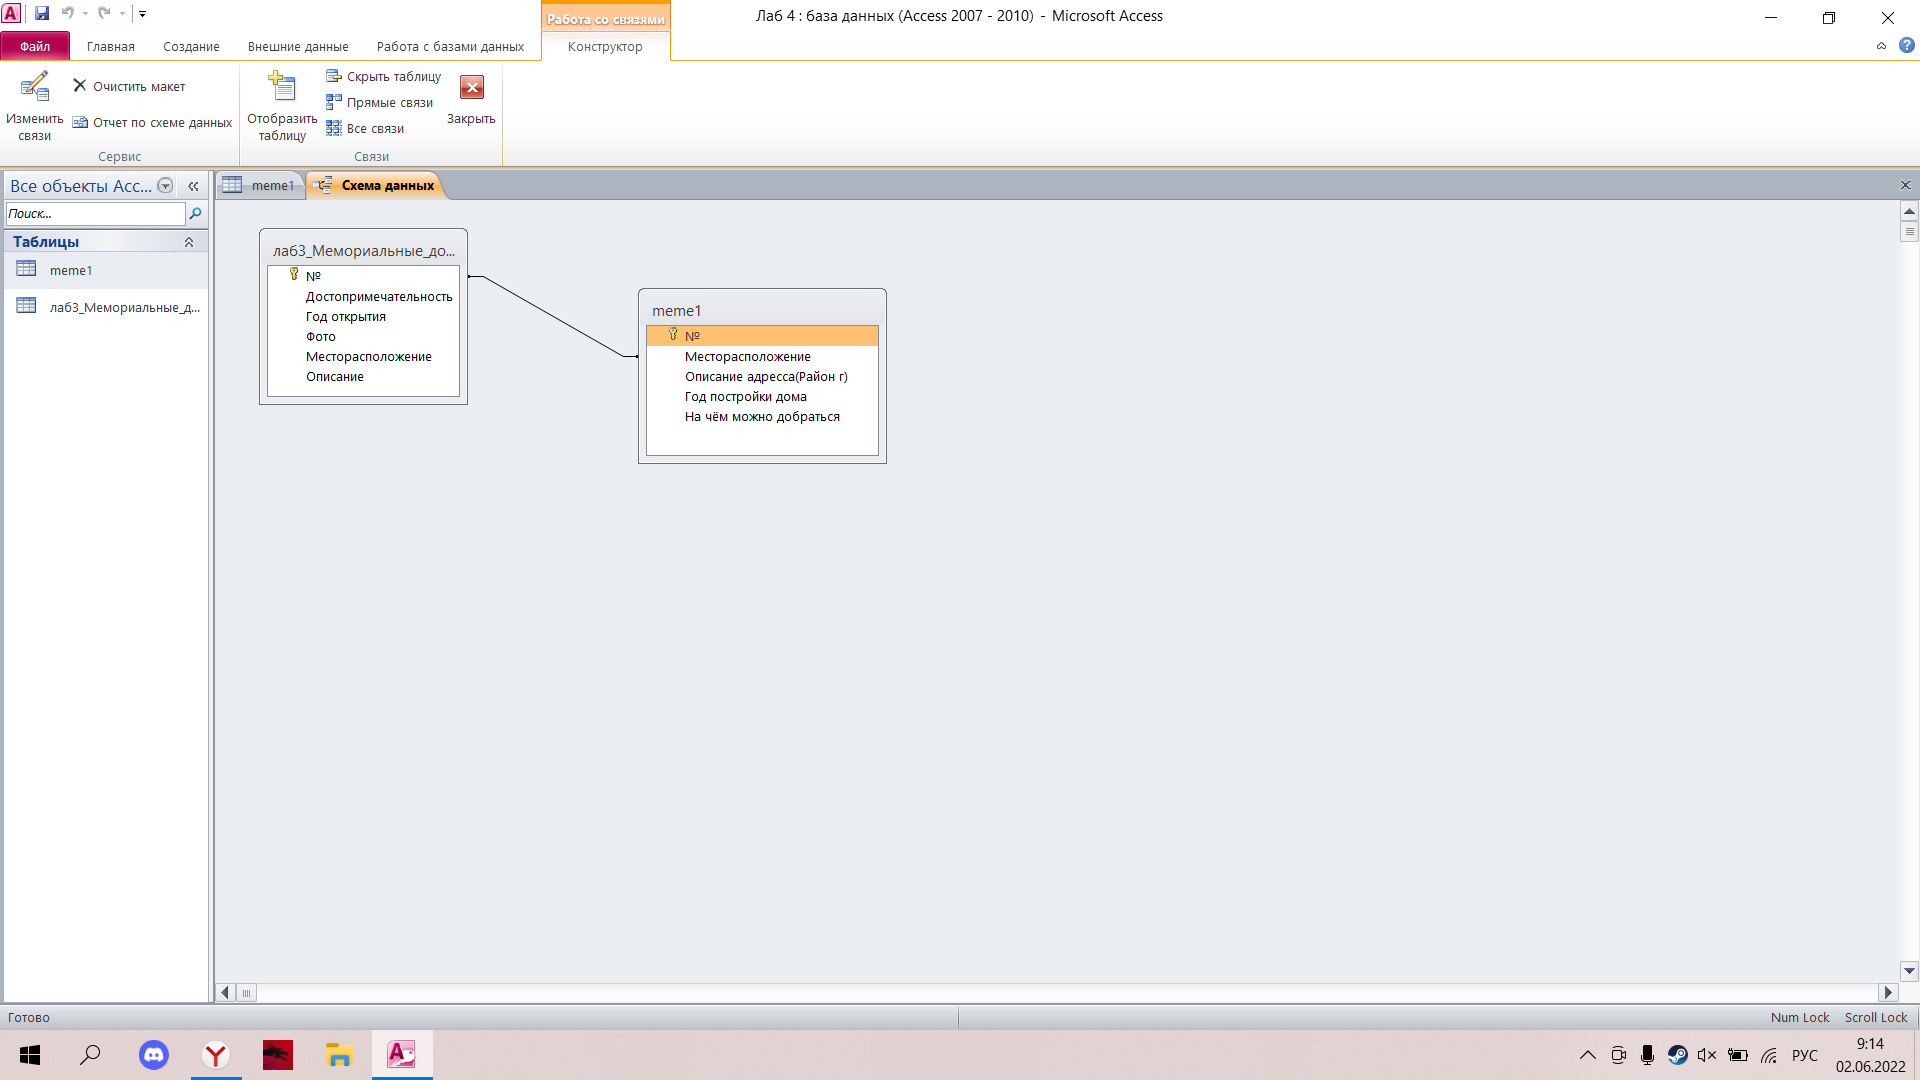 Лаб 4 : база данных (Access 2007 - 2010) - Microsoft Access
Работа со связями
Файл
Главная
Создание
Внешние данные
Работа с базами данных
Конструктор
Изменить связи
Очистить макет
Отчет по схеме данных
Сервис
Отобразить таблицу
Скрыть таблицу
Прямые связи
Все связи
Закрыть
Связи
Все объекты Acc...
Поиск...
Таблицы
meme1
лаб3_Мемориальные_д...
meme1
Схема данных
лаб3_Мемориальные_до...
№
Достопримечательность
Год открытия
Фото
Месторасположение
Описание
meme1
№
Месторасположение
Описание адресса(Район г)
Год постройки дома
На чём можно добраться
Готово
Num Lock
Scroll Lock
РУС
9:14
02.06.2022